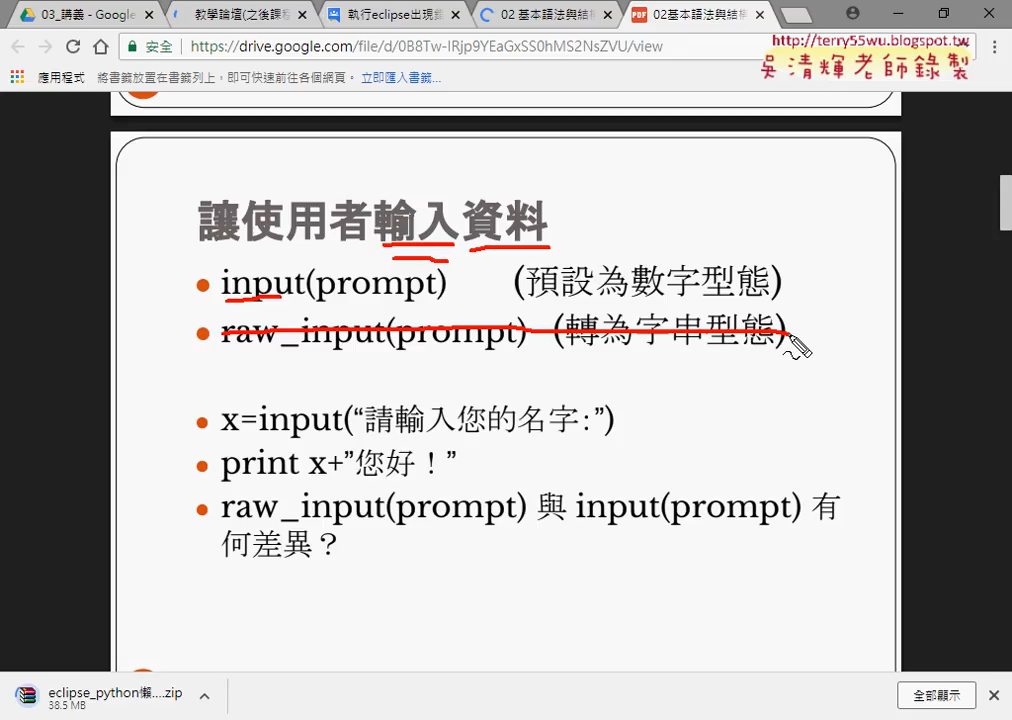 03_講義 - Google
教學論壇(之後課程
執行eclipse出現錯
02 基本語法與結構
PDF 02基本語法與結構
安全 https://drive.google.com/file/d/0B8Tw-IRjp9YEaGxSS0hMS2NsZVU/view
http://terry55wu.blogspot.tw
吳清輝老師錄製
應用程式 將書籤放置在書籤列上，即可快速前往各個網頁。 立即匯入書籤...
讓使用者輸入資料
input(prompt) (預設為數字型態)
raw_input(prompt) (轉為字串型態)
x=input(“請輸入您的名字:”)
print x+”您好！”
raw_input(prompt) 與 input(prompt) 有
何差異？
eclipse_python懶....zip
38.5 MB
全部顯示